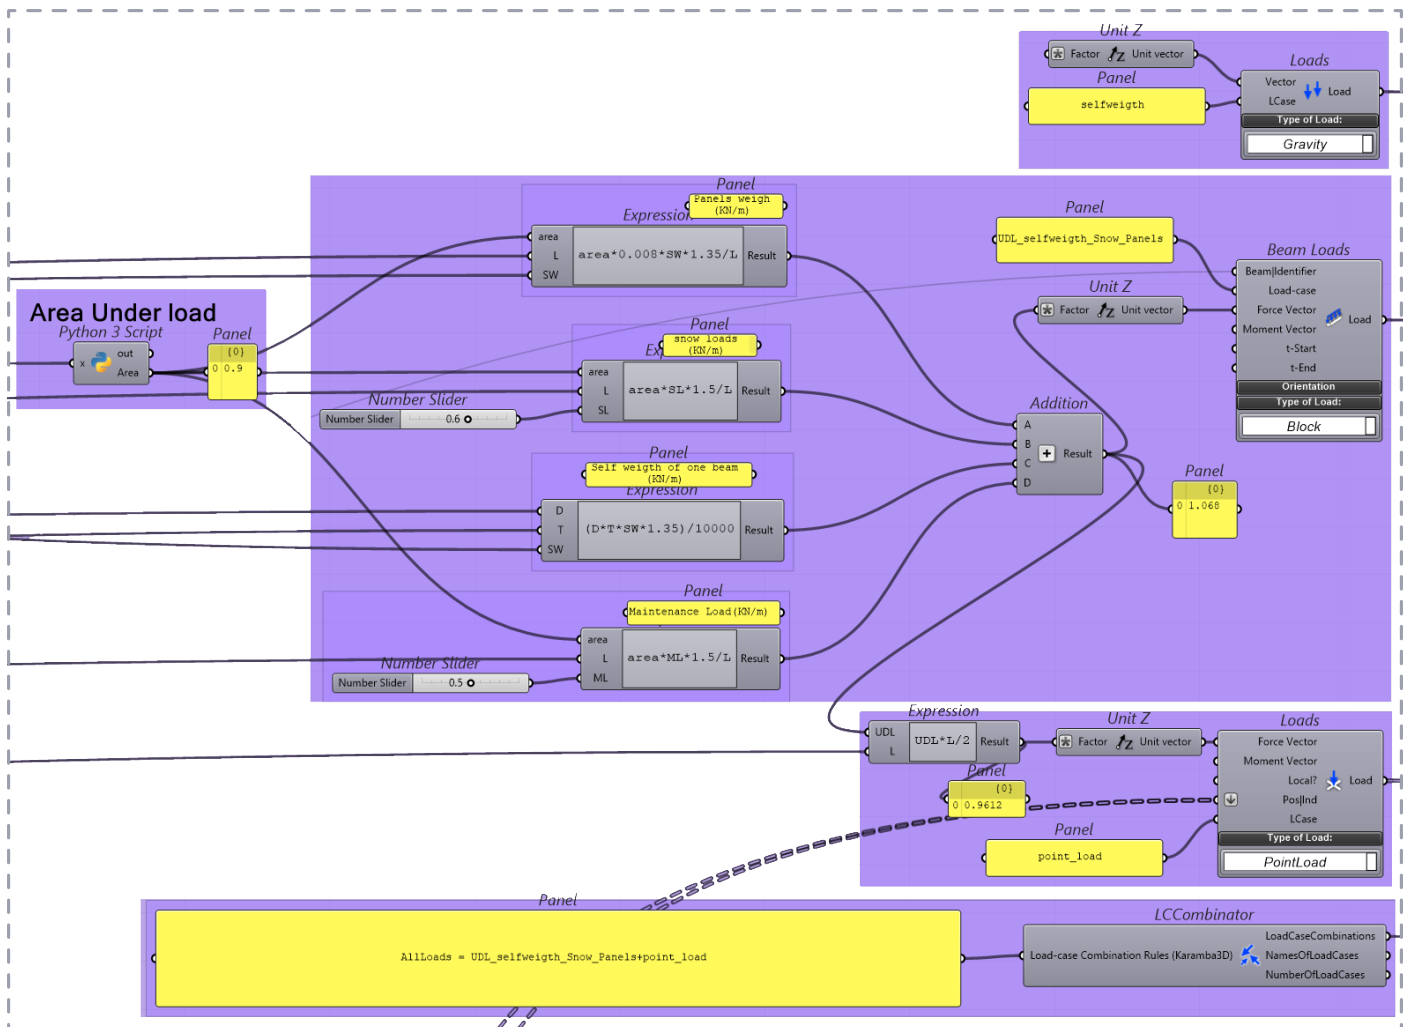 Unit Z
Factor Unit vector
Panel
selfweigth
Loads
Vector
LCase
Load
Type of Load:
Gravity
Area Under load
Python 3 Script
x
out
Area
Panel
{0}
0 0.9
Panel
Panels weigh
(KN/m)
Expression
area
L
SW
area*0.008*SW*1.35/L
Result
Panel
snow loads
(KN/m)
Ex
area
L
SL
area*SL*1.5/L
Result
Number Slider
Number Slider 0.6
Panel
Self weigth of one beam
(KN/m)
Expression
D
T
SW
(D*T*SW*1.35)/10000
Result
Panel
Maintenance Load(KN/m)
area
L
ML
area*ML*1.5/L
Result
Number Slider
Number Slider 0.5
Addition
A
B
C
D
+
Result
Panel
UDL_selfweigth_Snow_Panels
Unit Z
Factor Unit vector
Beam Loads
Beam|Identifier
Load-case
Force Vector
Moment Vector
t-Start
t-End
Load
Orientation
Type of Load:
Block
Panel
{0}
0 1.068
Expression
UDL
L
UDL*L/2
Result
Panel
{0}
0 0.9612
Unit Z
Factor Unit vector
Panel
point_load
Loads
Force Vector
Moment Vector
Local?
Pos|Ind
LCase
Load
Type of Load:
PointLoad
Panel
AllLoads = UDL_selfweigth_Snow_Panels+point_load
LCCombinator
Load-case Combination Rules (Karamba3D)
LoadCaseCombinations
NamesOfLoadCases
NumberOfLoadCases